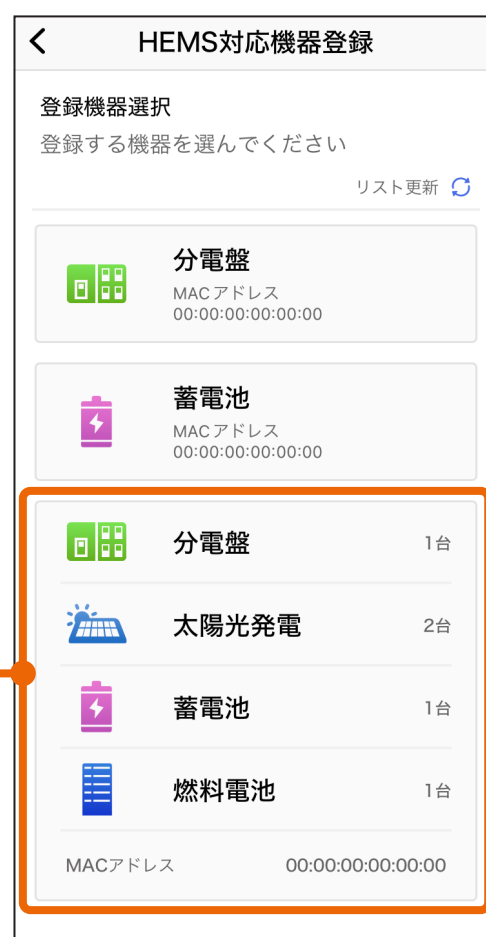 HEMS対応機器登録
登録機器選択
登録する機器を選んでください
リスト更新
分電盤
MACアドレス
00:00:00:00:00:00
蓄電池
MACアドレス
00:00:00:00:00:00
分電盤 1台
太陽光発電 2台
蓄電池 1台
燃料電池 1台
MACアドレス 00:00:00:00:00:00